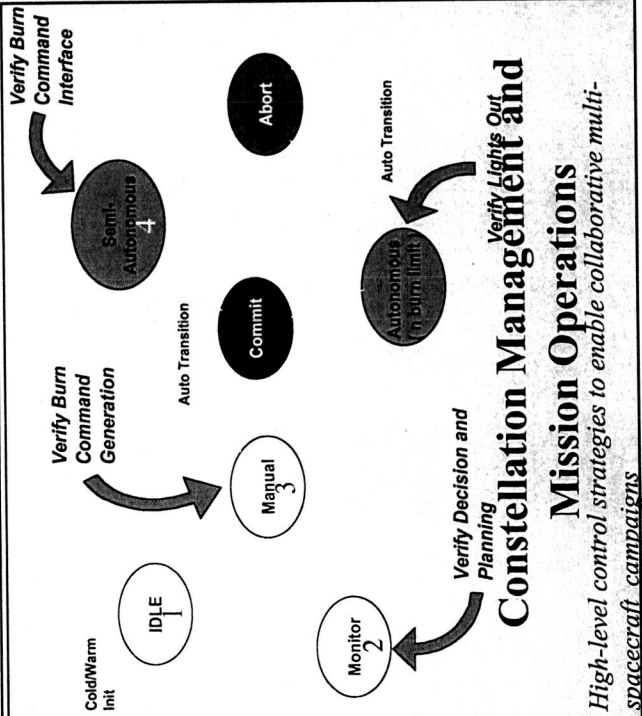 Verify Burn
Command
Interface
Semi-
Autonomous
4
Abort
Auto Transition
Verify Burn
Command
Generation
Auto Transition
Commit
Verify Lights Out
Autonomous
( n burn limit )
Cold/Warm
Init
IDLE
1
Manual
3
Monitor
2
Verify Decision and
Planning
Constellation Management and
Mission Operations
High-level control strategies to enable collaborative multi-
spacecraft campaigns